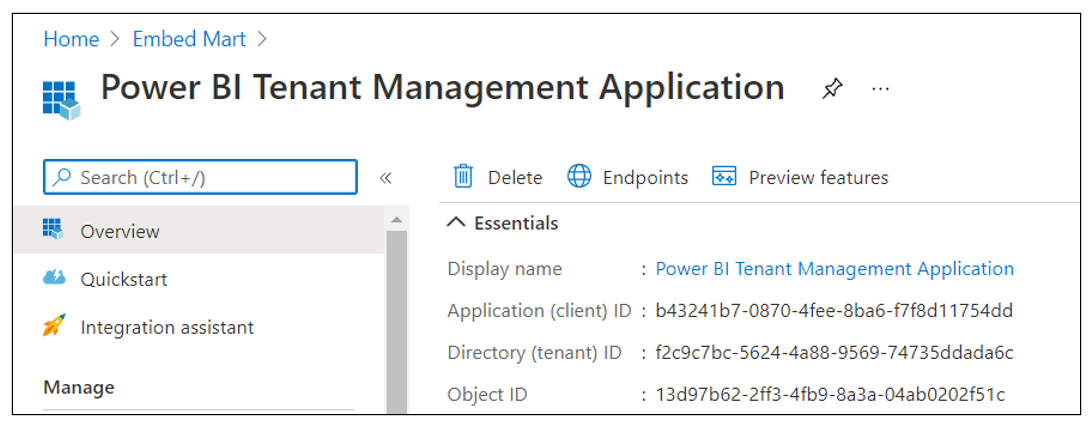 Home > Embed Mart >
Power BI Tenant Management Application ...
Search (Ctrl+/) «
Delete Endpoints Preview features
Overview
Quickstart
Integration assistant
Manage
Essentials
Display name : Power BI Tenant Management Application
Application (client) ID : b43241b7-0870-4fee-8ba6-f7f8d11754dd
Directory (tenant) ID : f2c9c7bc-5624-4a88-9569-74735ddada6c
Object ID : 13d97b62-2ff3-4fb9-8a3a-04ab0202f51c